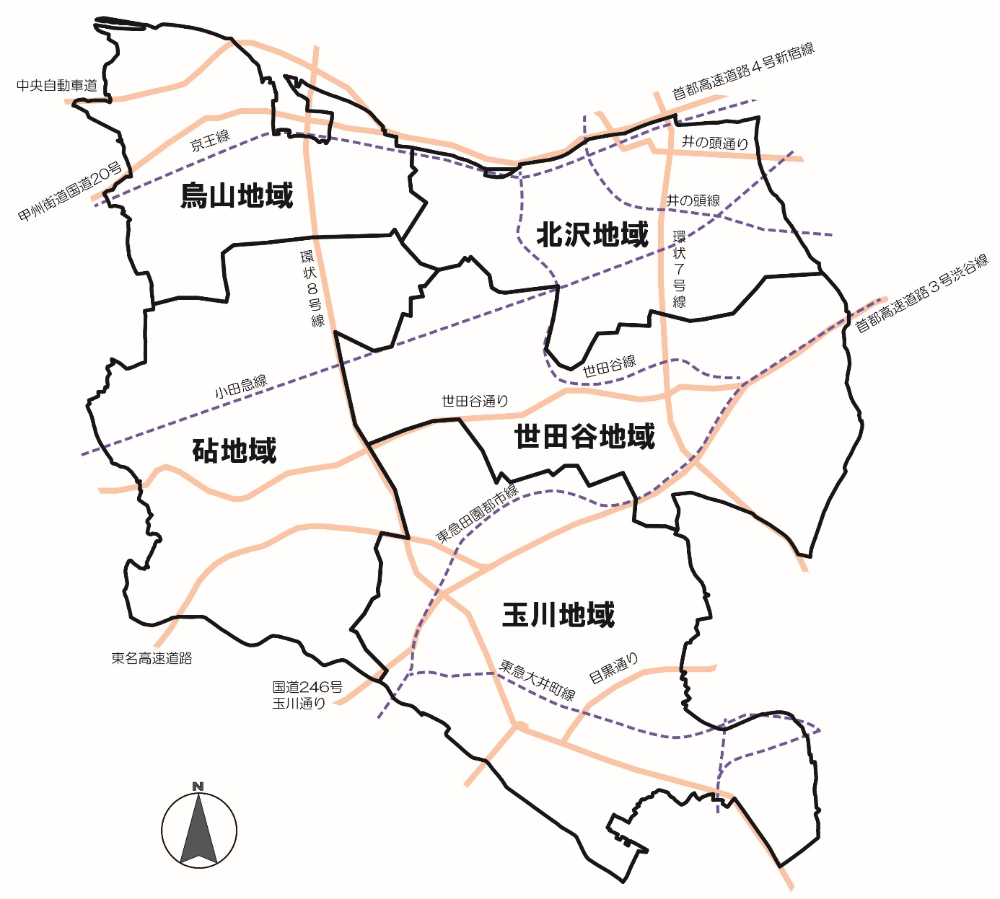 首都高速道路4号新宿線
中央自動車道
京王線
井の頭通り
甲州街道国道20号
烏山地域
井の頭線
北沢地域
環状7号線
環状8号線
首都高速道路3号渋谷線
世田谷線
小田急線
世田谷通り
世田谷地域
砧地域
東急田園都市線
玉川地域
東名高速道路
目黒通り
東急大井町線
国道246号
玉川通り
N